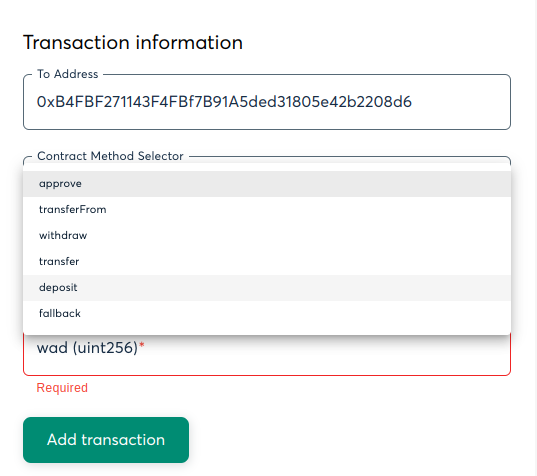 Transaction information
To Address
0xB4FBF271143F4FBf7B91A5ded31805e42b2208d6
Contract Method Selector
approve
transferFrom
withdraw
transfer
deposit
fallback
wad (uint256)*
Required
Add transaction